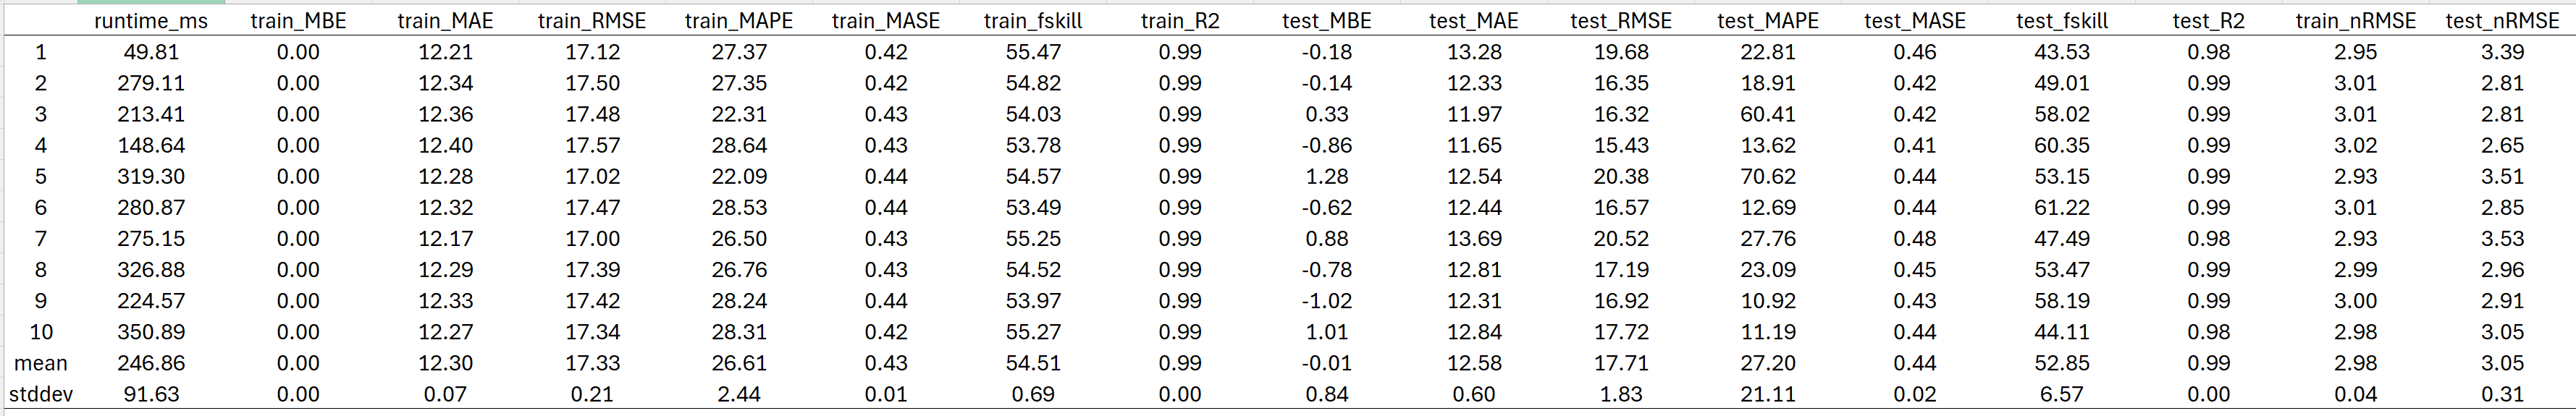 runtime_ms train_MBE train_MAE train_RMSE train_MAPE train_MASE train_fskill train_R2 test_MBE test_MAE test_RMSE test_MAPE test_MASE test_fskill test_R2 train_nRMSE test_nRMSE
1 49.81 0.00 12.21 17.12 27.37 0.42 55.47 0.99 -0.18 13.28 19.68 22.81 0.46 43.53 0.98 2.95 3.39
2 279.11 0.00 12.34 17.50 27.35 0.42 54.82 0.99 -0.14 12.33 16.35 18.91 0.42 49.01 0.99 3.01 2.81
3 213.41 0.00 12.36 17.48 22.31 0.43 54.03 0.99 0.33 11.97 16.32 60.41 0.42 58.02 0.99 3.01 2.81
4 148.64 0.00 12.40 17.57 28.64 0.43 53.78 0.99 -0.86 11.65 15.43 13.62 0.41 60.35 0.99 3.02 2.65
5 319.30 0.00 12.28 17.02 22.09 0.44 54.57 0.99 1.28 12.54 20.38 70.62 0.44 53.15 0.99 2.93 3.51
6 280.87 0.00 12.32 17.47 28.53 0.44 53.49 0.99 -0.62 12.44 16.57 12.69 0.44 61.22 0.99 3.01 2.85
7 275.15 0.00 12.17 17.00 26.50 0.43 55.25 0.99 0.88 13.69 20.52 27.76 0.48 47.49 0.98 2.93 3.53
8 326.88 0.00 12.29 17.39 26.76 0.43 54.52 0.99 -0.78 12.81 17.19 23.09 0.45 53.47 0.99 2.99 2.96
9 224.57 0.00 12.33 17.42 28.24 0.44 53.97 0.99 -1.02 12.31 16.92 10.92 0.43 58.19 0.99 3.00 2.91
10 350.89 0.00 12.27 17.34 28.31 0.42 55.27 0.99 1.01 12.84 17.72 11.19 0.44 44.11 0.98 2.98 3.05
mean 246.86 0.00 12.30 17.33 26.61 0.43 54.51 0.99 -0.01 12.58 17.71 27.20 0.44 52.85 0.99 2.98 3.05
stddev 91.63 0.00 0.07 0.21 2.44 0.01 0.69 0.00 0.84 0.60 1.83 21.11 0.02 6.57 0.00 0.04 0.31